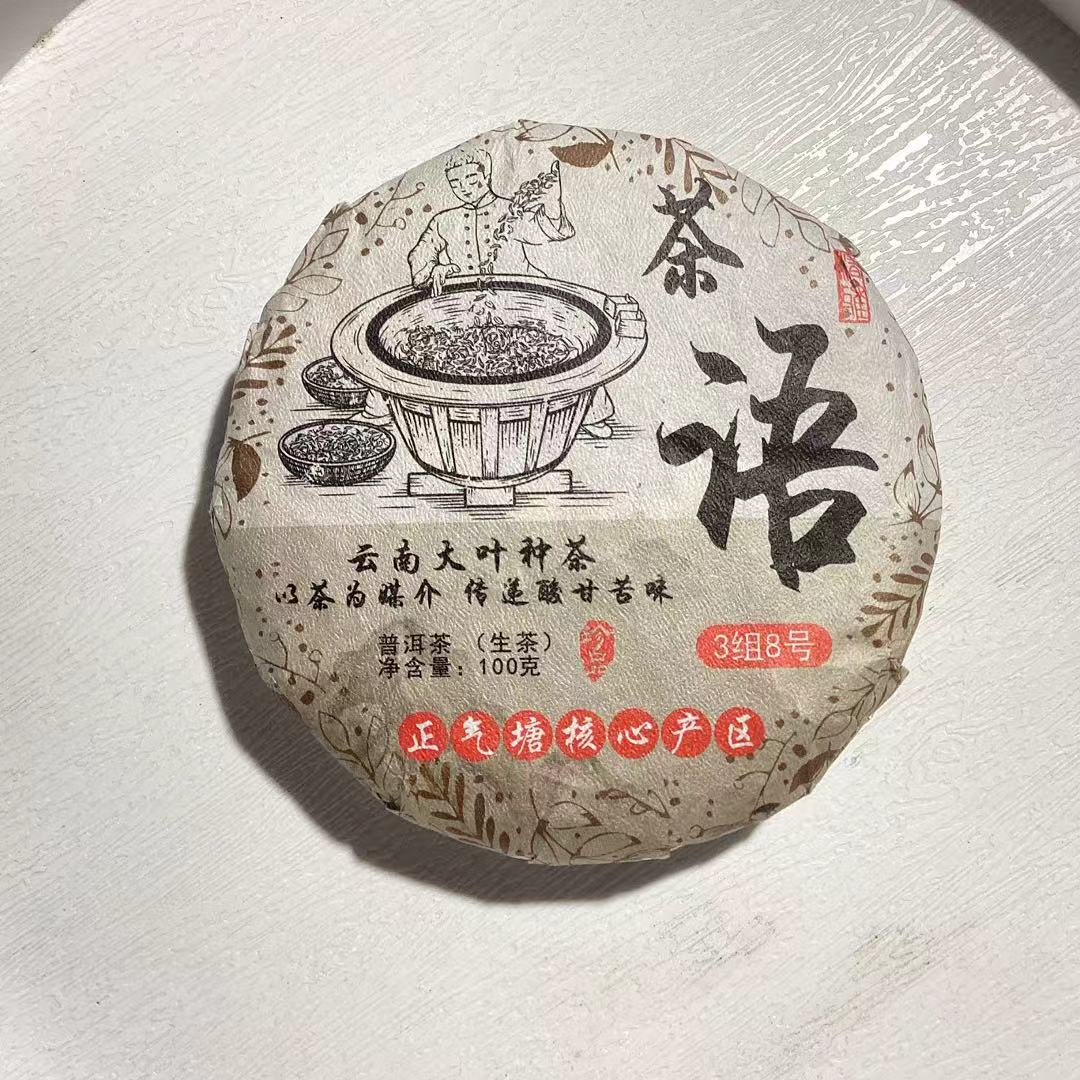 茶语
云南大叶种茶
以茶为媒介 传递酸甘苦味
普洱茶（生茶）
净含量：100克
3组8号
正气塘核心产区